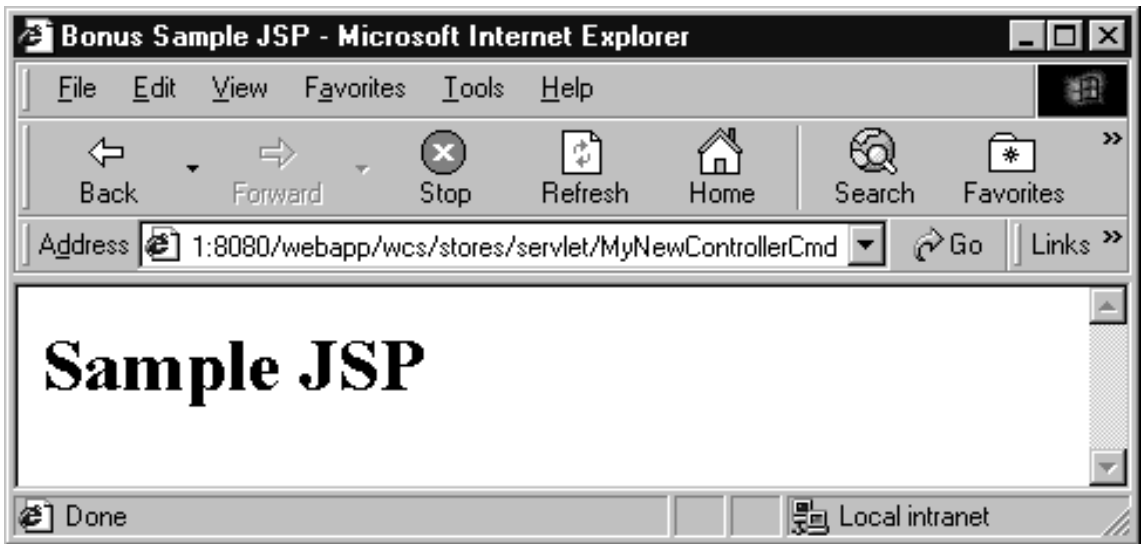 Bonus Sample JSP - Microsoft Internet Explorer
File Edit View Favorites Tools Help
Back Forward Stop Refresh Home Search Favorites »
Address 1:8080/webapp/wcs/stores/servlet/MyNewControllerCmd Go Links »
Sample JSP
Done Local intranet